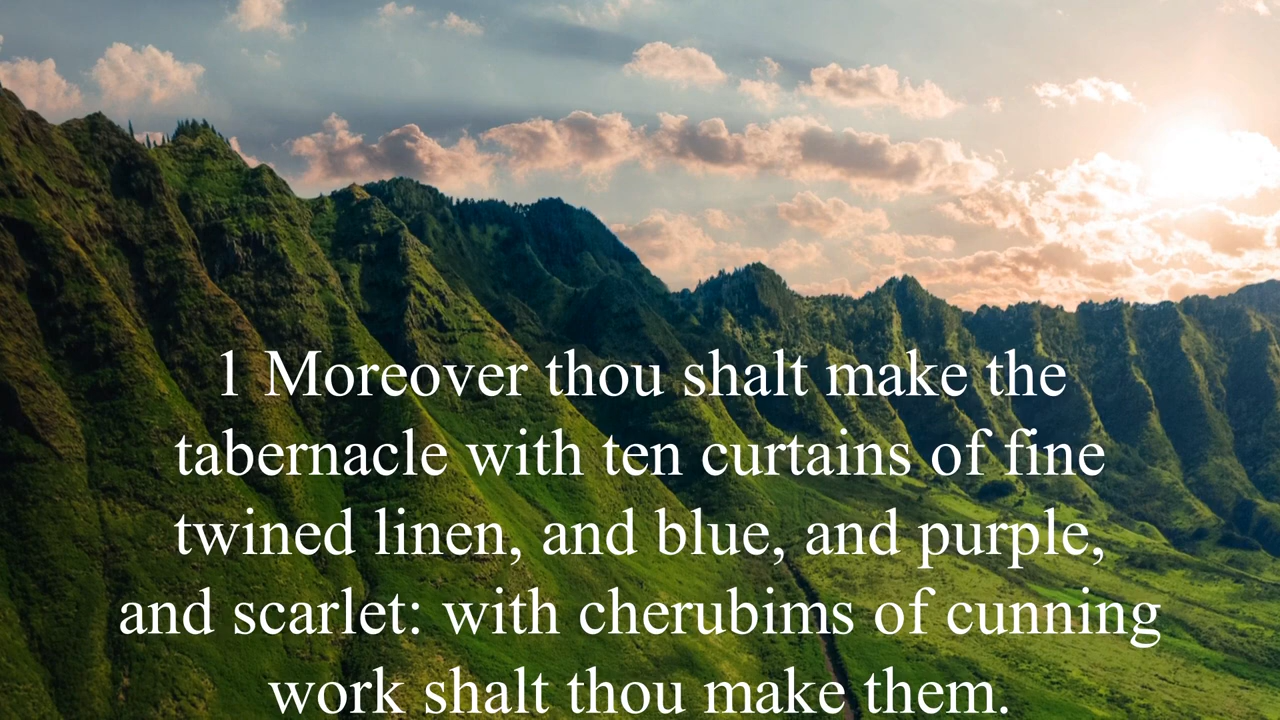 1 Moreover thou shalt make the
tabernacle with ten curtains of fine
twined linen, and blue, and purple,
and scarlet: with cherubims of cunning
work shalt thou make them.